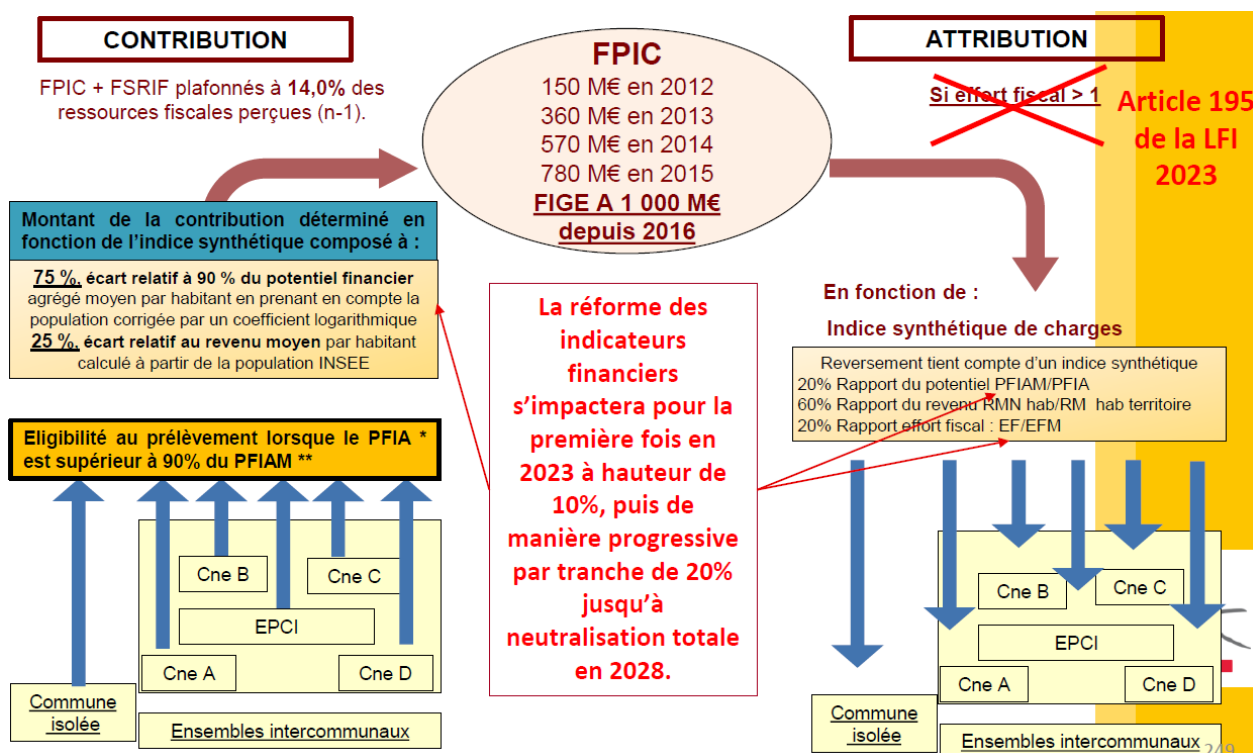 CONTRIBUTION
FPIC + FSRIF plafonnés à 14,0% des
ressources fiscales perçues (n-1).
Montant de la contribution déterminé en
fonction de l'indice synthétique composé à :
75 %, écart relatif à 90 % du potentiel financier
agrégé moyen par habitant en prenant en compte la
population corrigée par un coefficient logarithmique
25 %, écart relatif au revenu moyen par habitant
calculé à partir de la population INSEE
Eligibilité au prélèvement lorsque le PFIA *
est supérieur à 90% du PFIAM **
Cne B
Cne C
EPCI
Cne A
Cne D
Commune
isolée
Ensembles intercommunaux
FPIC
150 M€ en 2012
360 M€ en 2013
570 M€ en 2014
780 M€ en 2015
FIGE A 1 000 M€
depuis 2016
La réforme des
indicateurs
financiers
s'impactera pour la
première fois en
2023 à hauteur de
10%, puis de
manière progressive
par tranche de 20%
jusqu'à
neutralisation totale
en 2028.
ATTRIBUTION
Si effort fiscal > 1
Article 195
de la LFI
2023
En fonction de :
Indice synthétique de charges
Reversement tient compte d'un indice synthétique
20% Rapport du potentiel PFIAM/PFIA
60% Rapport du revenu RMN hab/RM hab territoire
20% Rapport effort fiscal : EF/EFM
Cne B
Cne C
EPCI
Cne A
Cne D
Commune
isolée
Ensembles intercommunaux
249